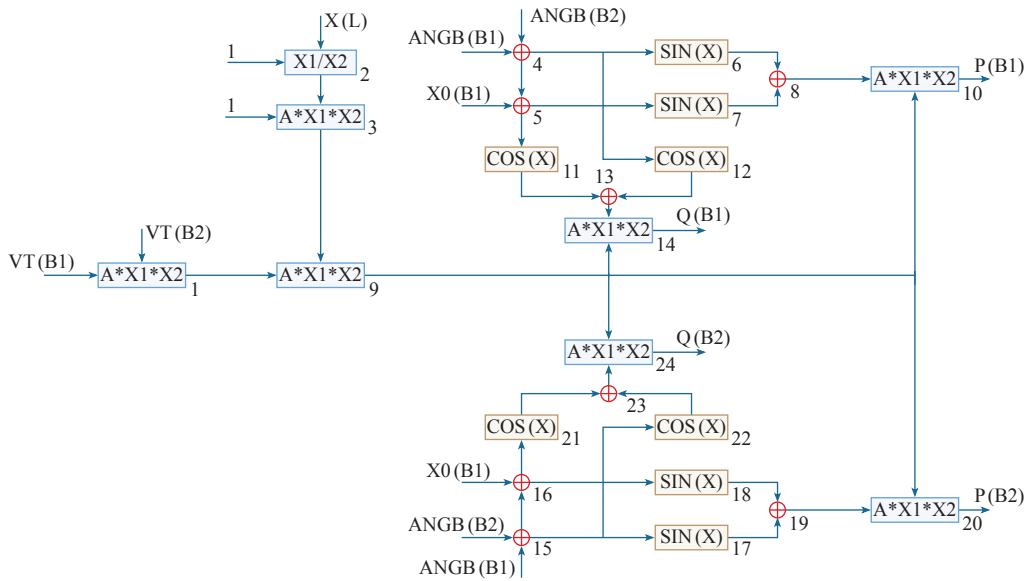 ANGB (B2)
X (L)
ANGB (B1)
1
X1/X2
2
4
SIN (X)
6
8
A*X1*X2
10
P (B1)
X0 (B1)
1
A*X1*X2
3
5
SIN (X)
7
COS (X)
11
COS (X)
12
13
Q (B1)
A*X1*X2
14
VT (B2)
VT (B1)
A*X1*X2
1
A*X1*X2
9
Q (B2)
A*X1*X2
24
23
COS (X)
21
COS (X)
22
X0 (B1)
16
SIN (X)
18
19
A*X1*X2
20
P (B2)
ANGB (B2)
15
SIN (X)
17
ANGB (B1)